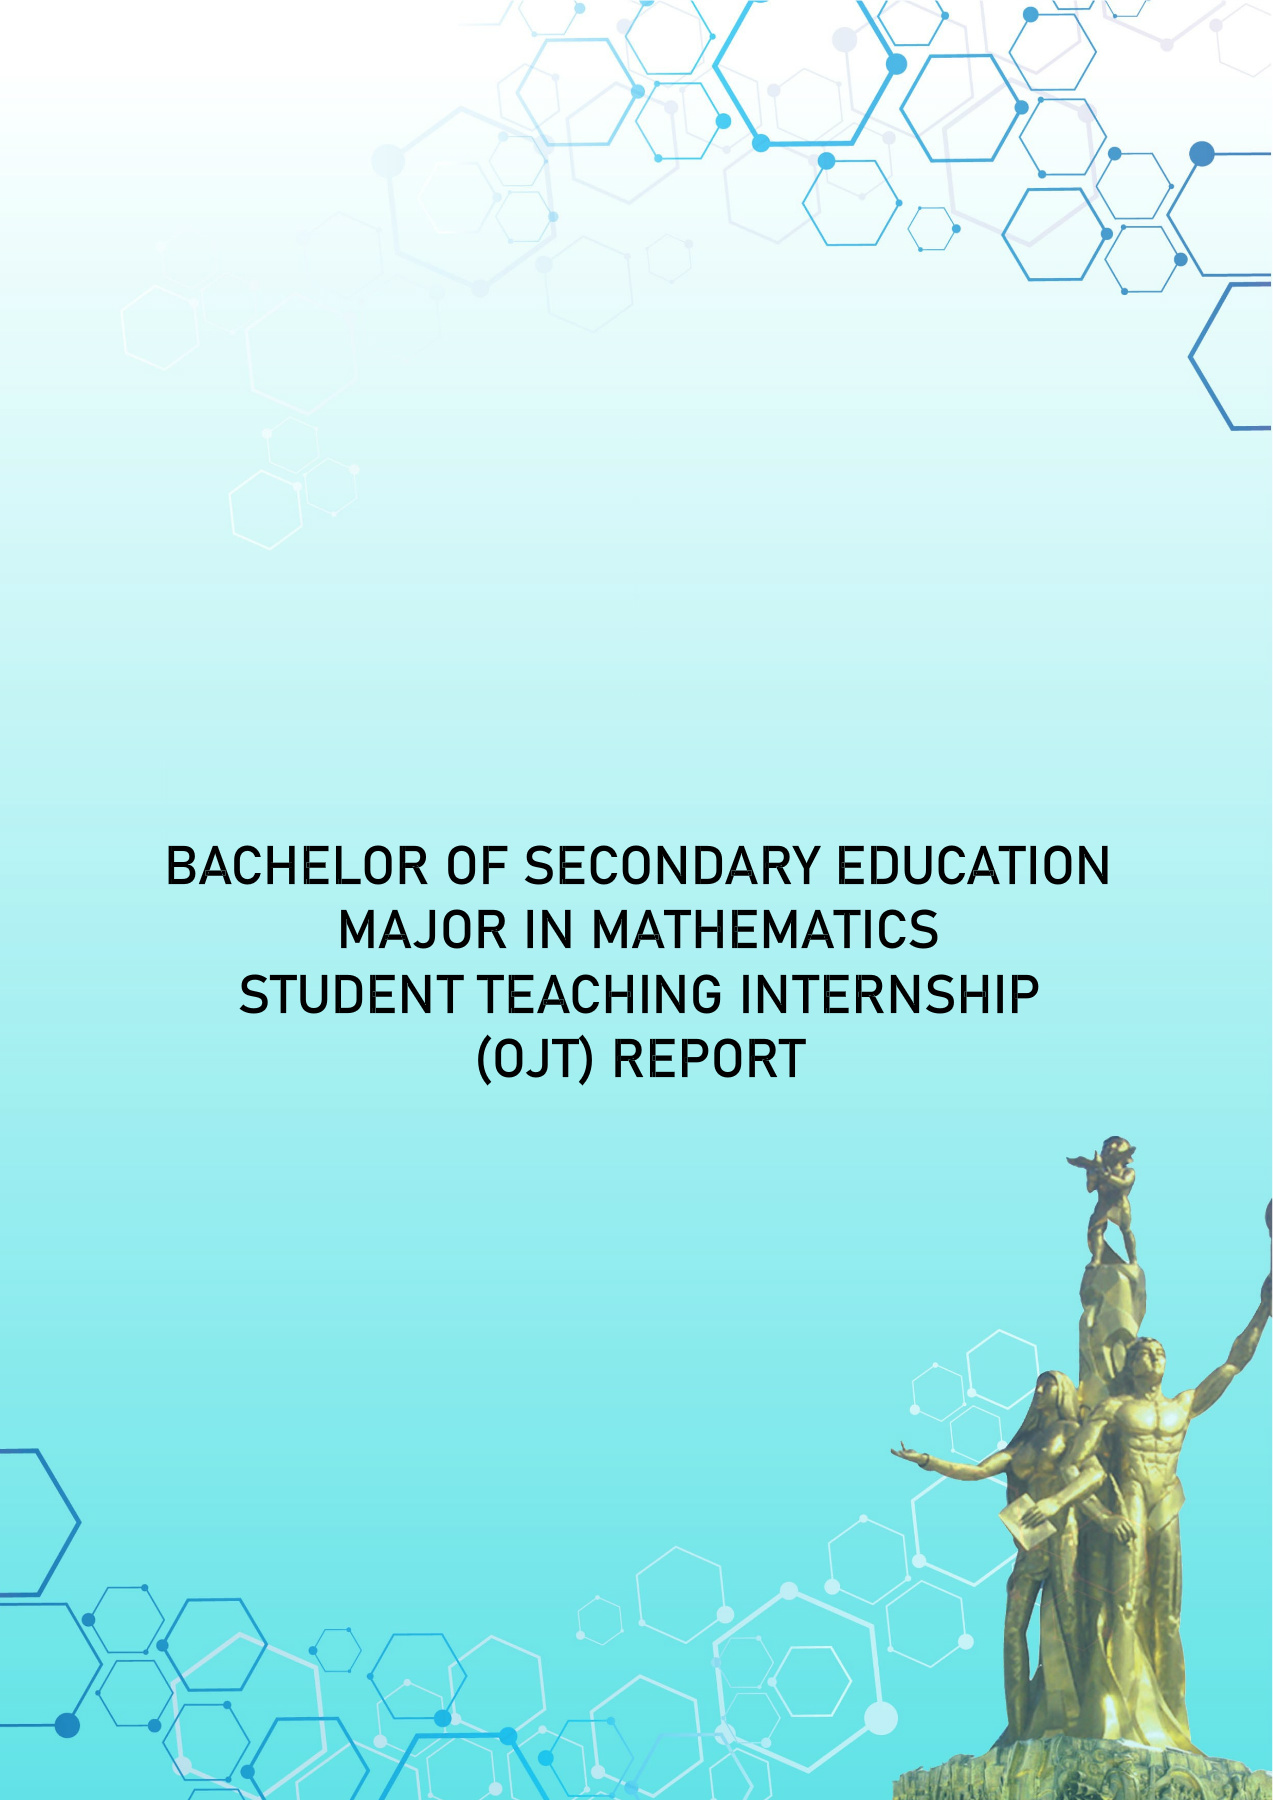 BACHELOR OF SECONDARY EDUCATION
MAJOR IN MATHEMATICS
STUDENT TEACHING INTERNSHIP
(OJT) REPORT